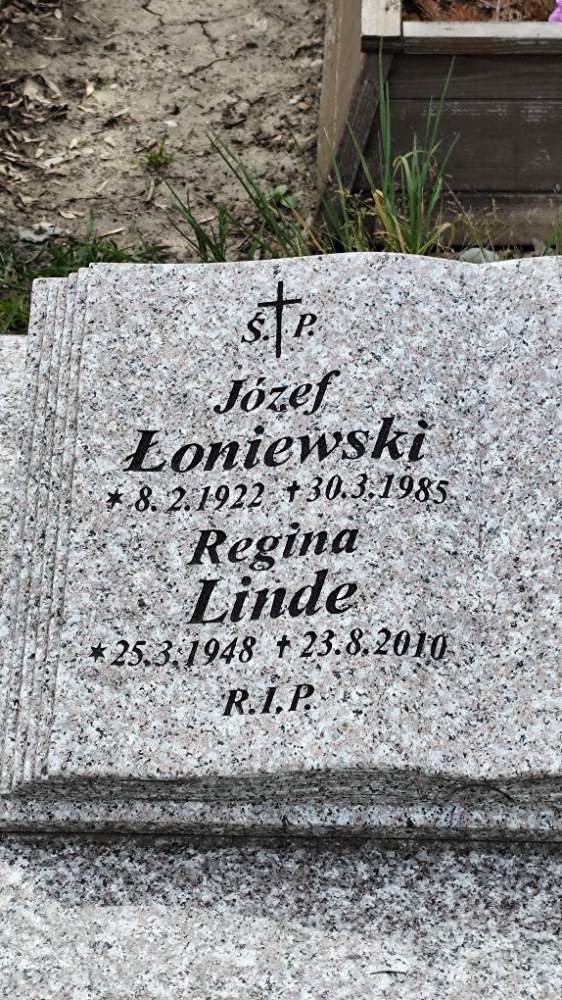 Ś. P.
Józef
Łoniewski
* 8.2.1922 †30.3.1985
Regina
Linde
*25.3.1948 †23.8.2010
R.I.P.